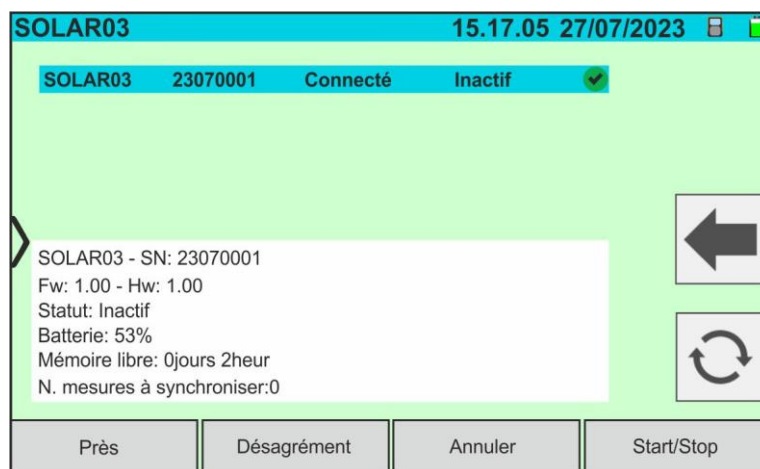 SOLAR03 15.17.05 27/07/2023
SOLAR03 23070001 Connecté Inactif
SOLAR03 - SN: 23070001
Fw: 1.00 - Hw: 1.00
Statut: Inactif
Batterie: 53%
Mémoire libre: 0jours 2heur
N. mesures à synchroniser:0
Près Désagrément Annuler Start/Stop